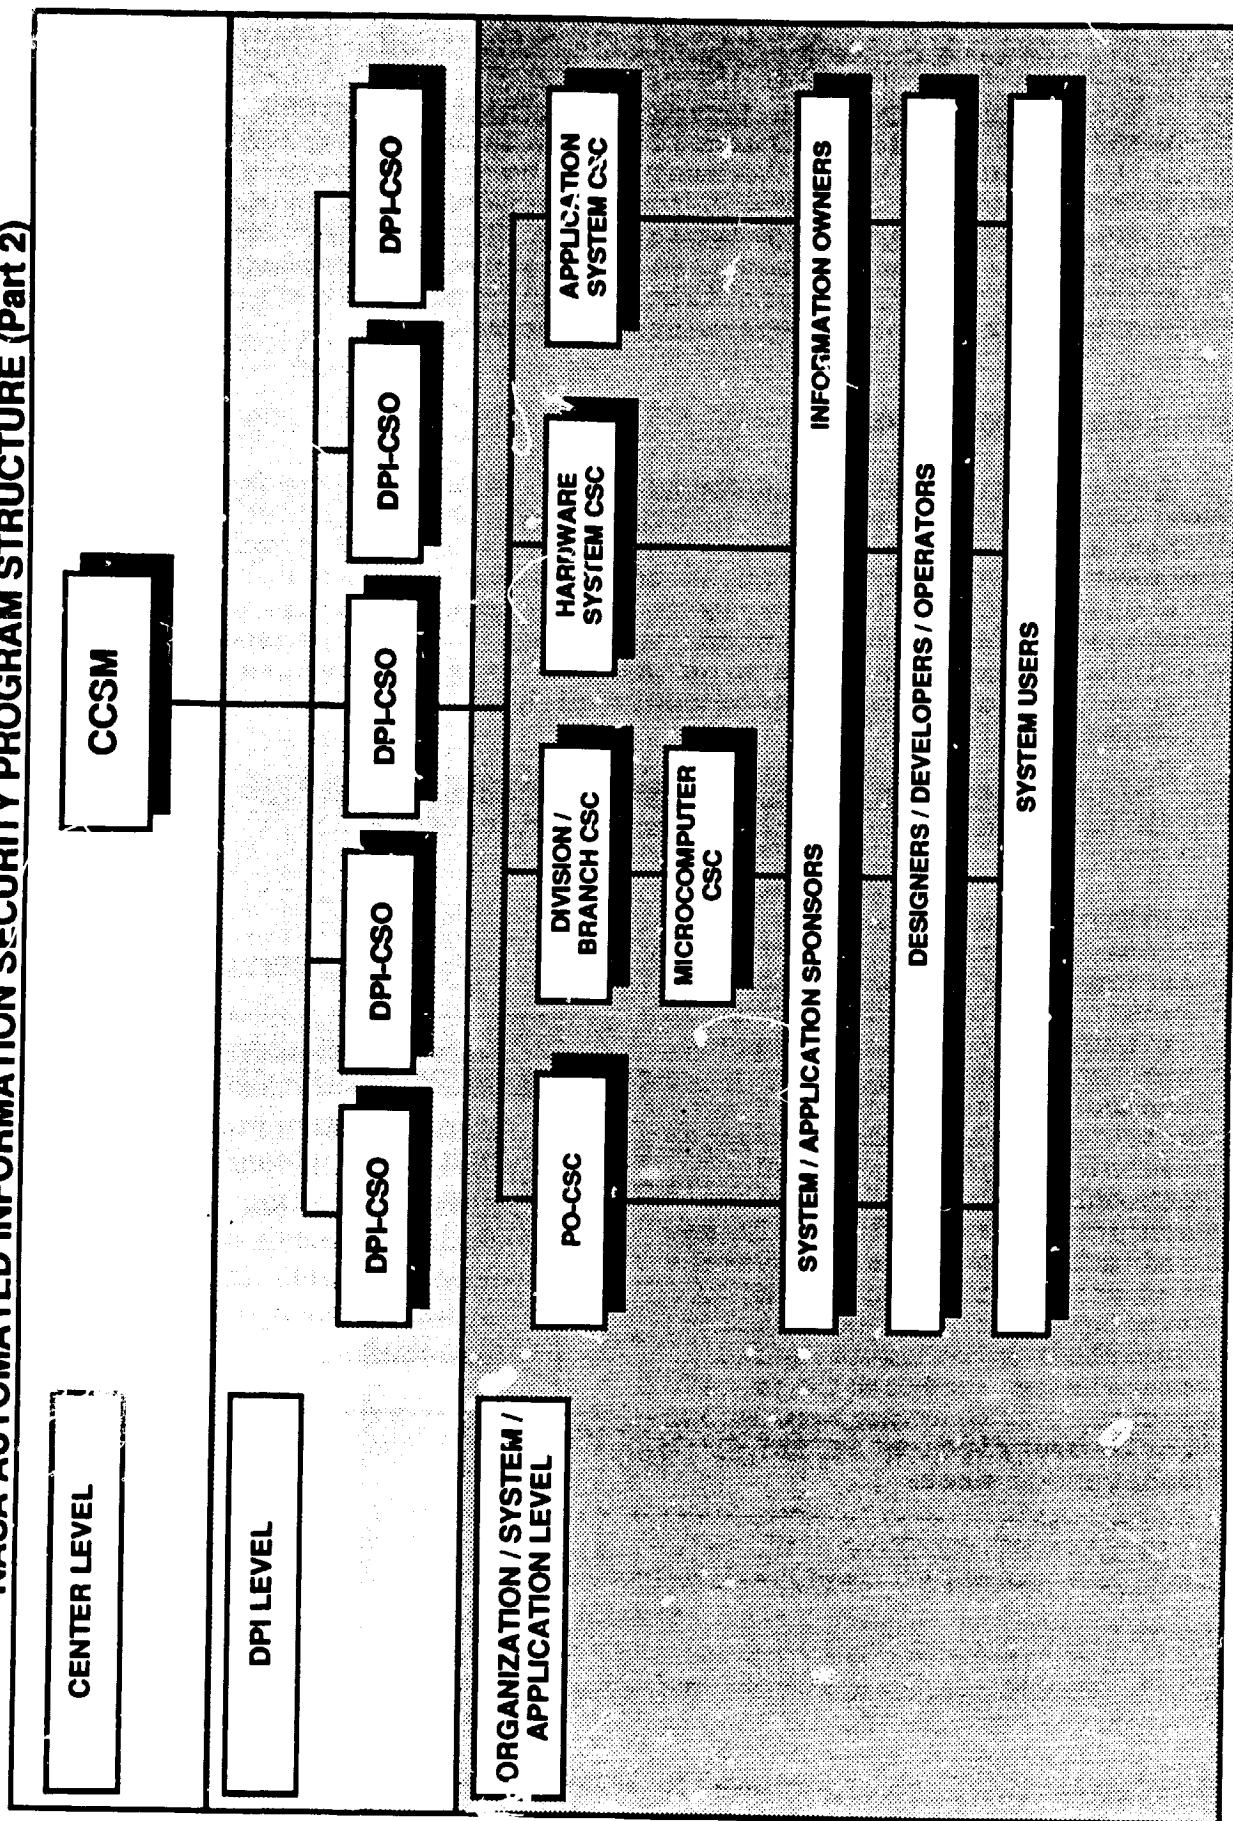 NASA AUTOMATED INFORMATION SECURITY PROGRAM STRUCTURE (Part 2)
CENTER LEVEL
CCSM
DPI LEVEL
DPI-CSO
DPI-CSO
DPI-CSO
DPI-CSO
DPI-CSO
ORGANIZATION / SYSTEM /
APPLICATION LEVEL
PO-CSC
DIVISION /
BRANCH CSC
HARDWARE
SYSTEM CSC
APPLICATION
SYSTEM CSC
MICROCOMPUTER
CSC
SYSTEM / APPLICATION SPONSORS
INFORMATION OWNERS
DESIGNERS / DEVELOPERS / OPERATORS
SYSTEM USERS